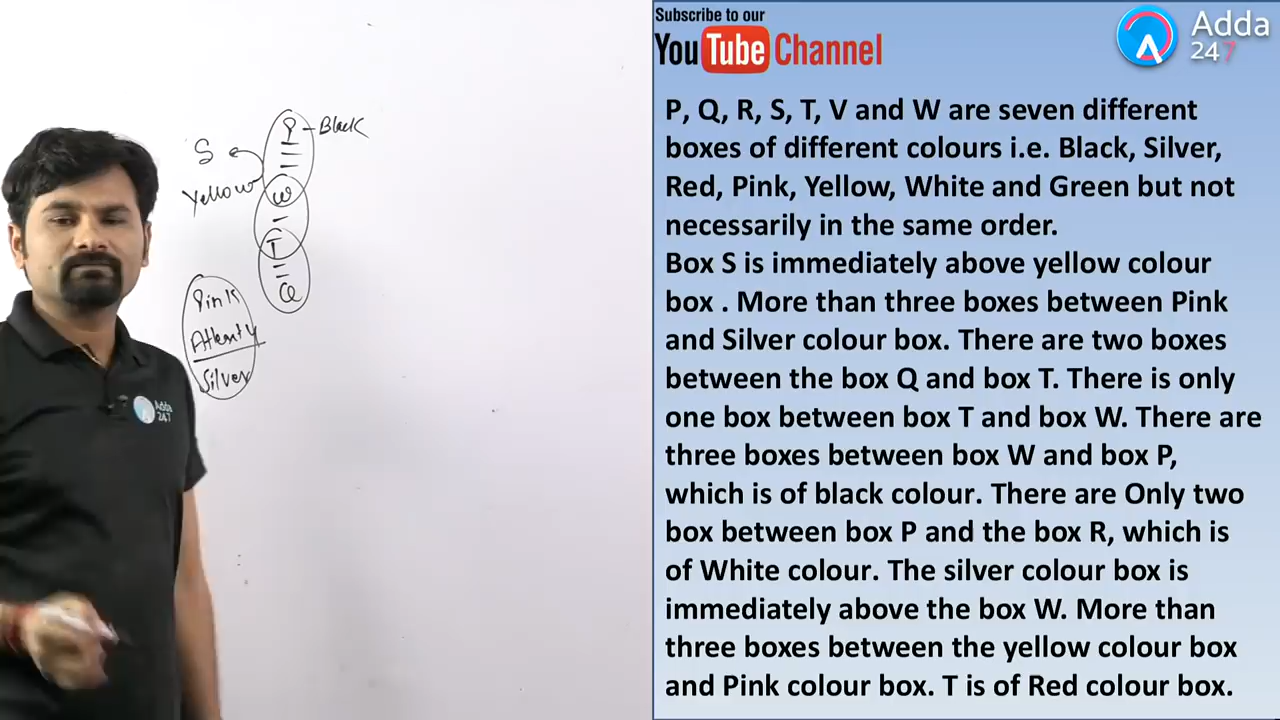 Subscribe to our
YouTube Channel
Adda
247
P, Q, R, S, T, V and W are seven different
boxes of different colours i.e. Black, Silver,
Red, Pink, Yellow, White and Green but not
necessarily in the same order.
Box S is immediately above yellow colour
box . More than three boxes between Pink
and Silver colour box. There are two boxes
between the box Q and box T. There is only
one box between box T and box W. There are
three boxes between box W and box P,
which is of black colour. There are Only two
box between box P and the box R, which is
of White colour. The silver colour box is
immediately above the box W. More than
three boxes between the yellow colour box
and Pink colour box. T is of Red colour box.
P - Black
S
Yellow
W
T
Q
Pink
Silver
Adda
247